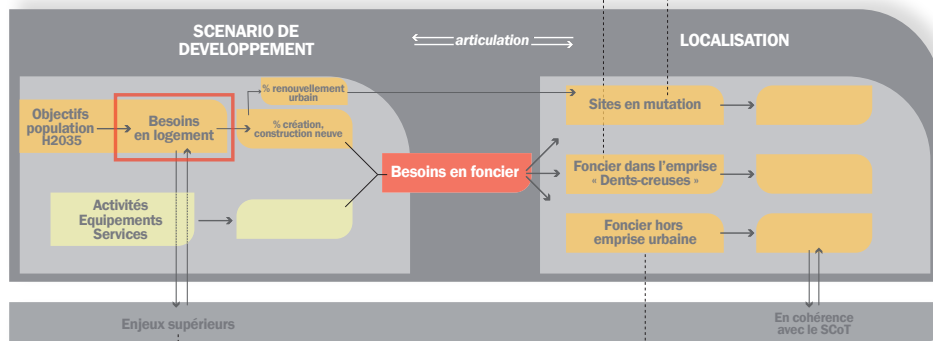 SCENARIO DE
DEVELOPPEMENT
articulation
LOCALISATION
Objectifs
population
H2035
Besoins
en logement
% renouvellement
urbain
% création,
construction neuve
Activités
Equipements
Services
Besoins en foncier
Sites en mutation
Foncier dans l'emprise
« Dents-creuses »
Foncier hors
emprise urbaine
Enjeux supérieurs
En cohérence
avec le SCoT